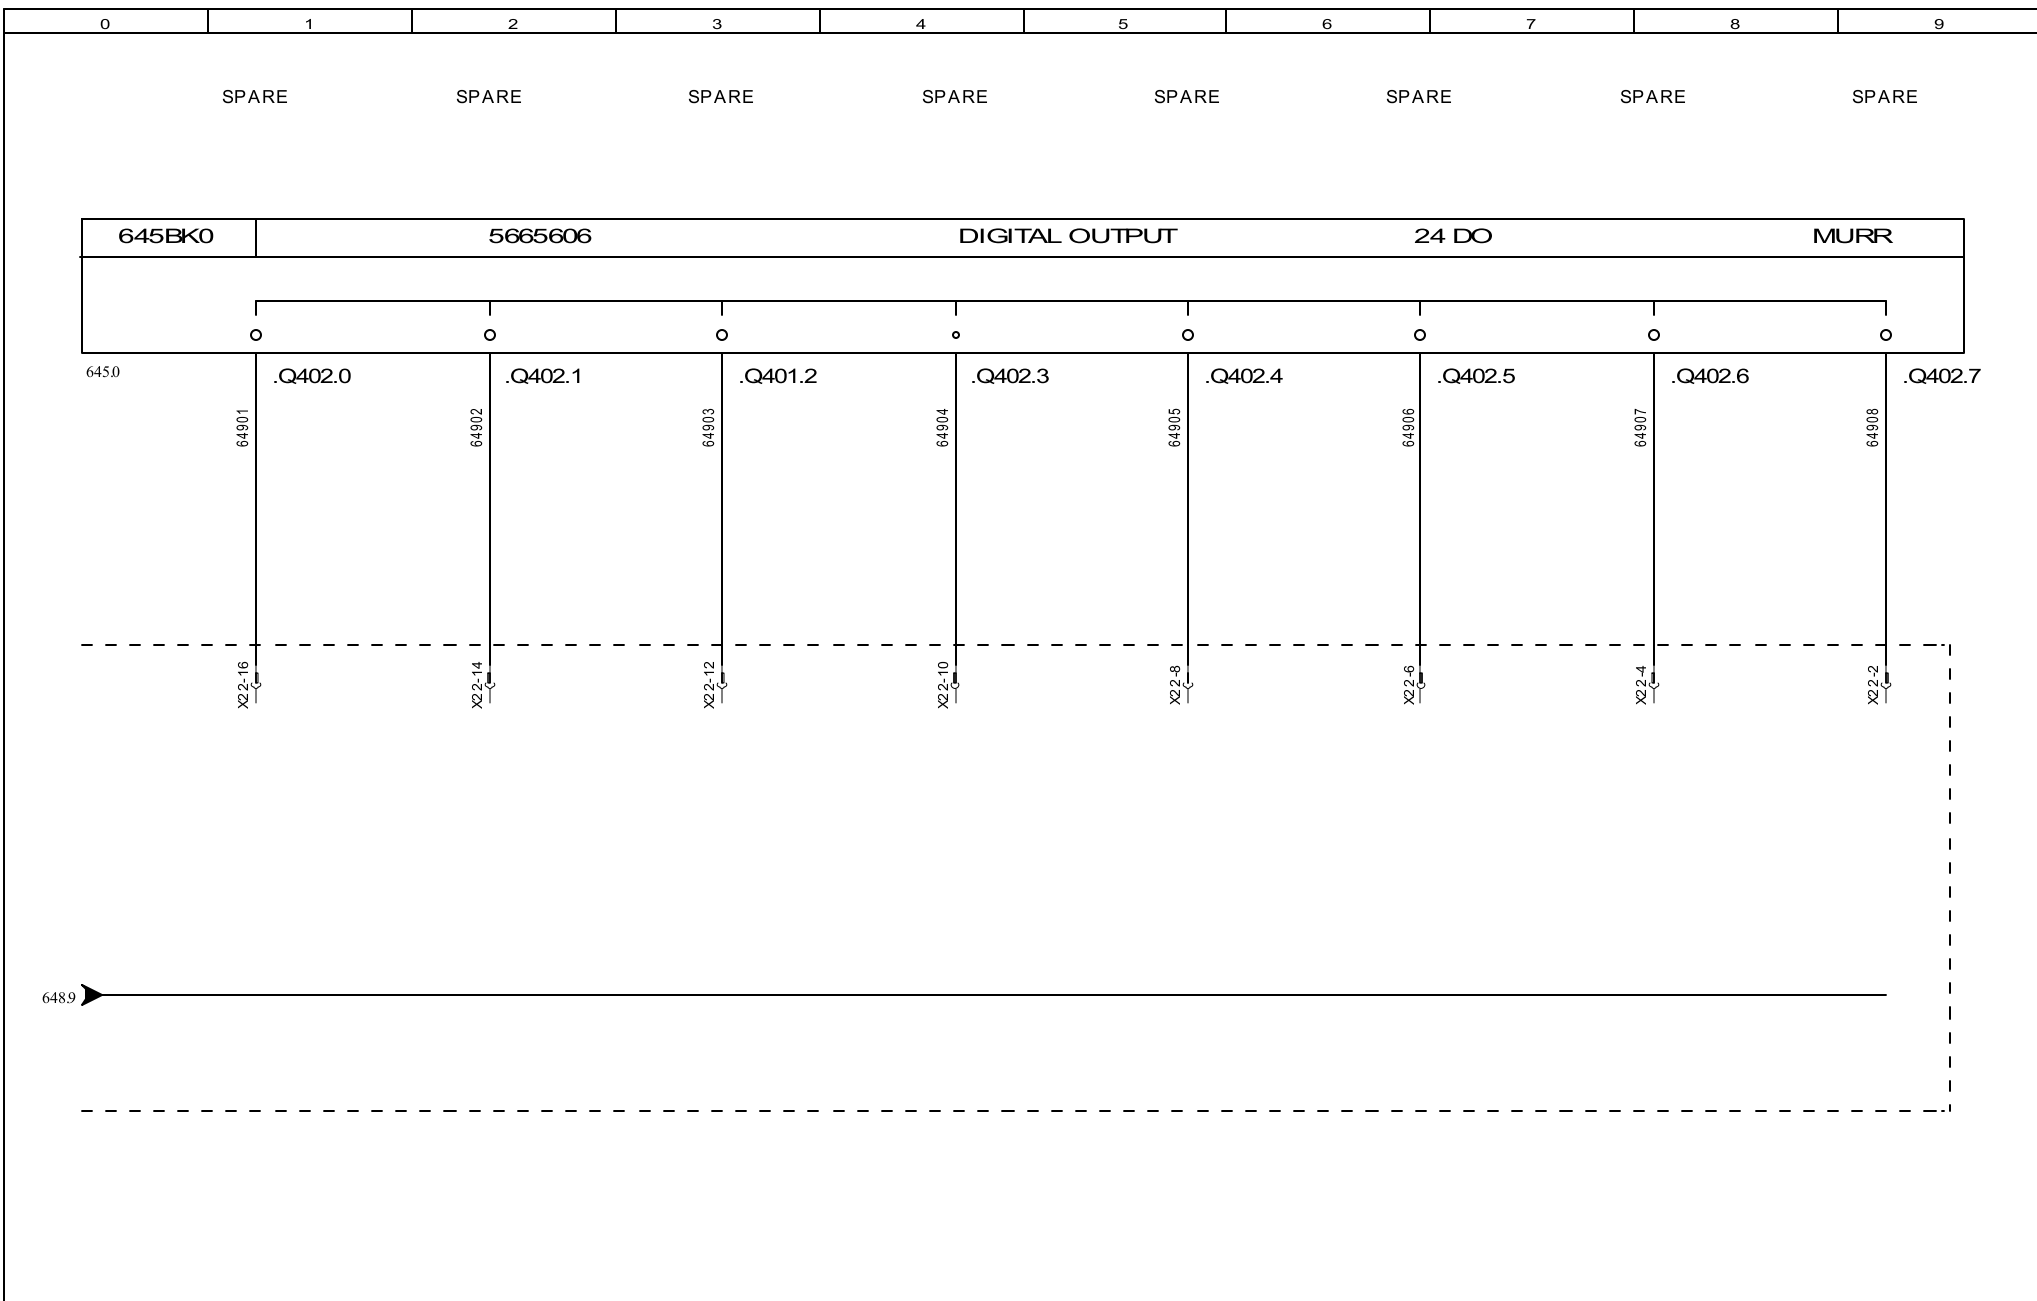 0 1 2 3 4 5 6 7 8 9
SPARE SPARE SPARE SPARE SPARE SPARE SPARE SPARE
645BK0 5665606 DIGITAL OUTPUT 24 DO MURR
645.0 .Q402.0 .Q402.1 .Q401.2 .Q402.3 .Q402.4 .Q402.5 .Q402.6 .Q402.7
64901 64902 64903 64904 64905 64906 64907 64908
X22-16 X22-14 X22-12 X22-10 X22-8 X22-6 X22-4 X22-2
648.9